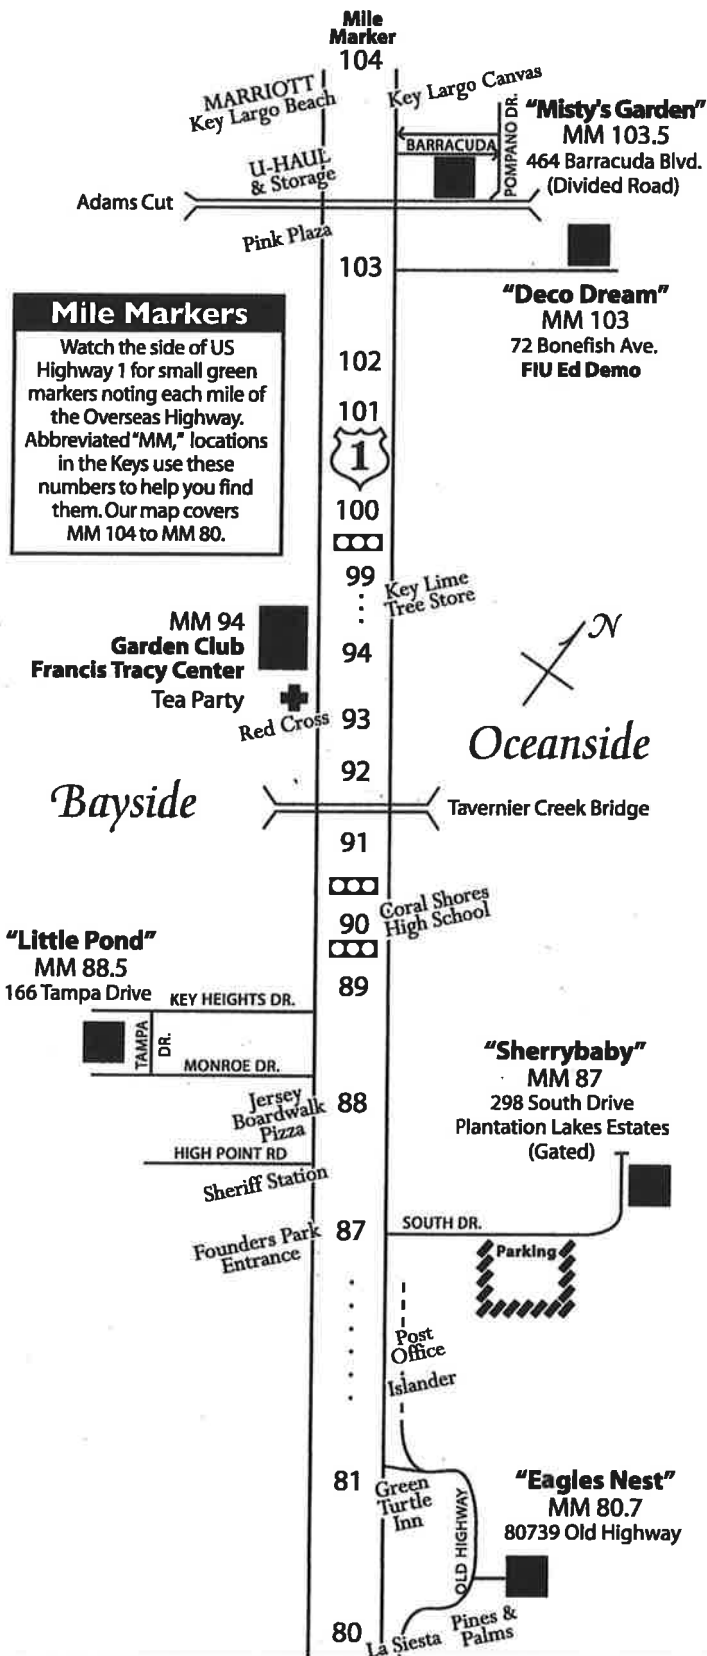 Mile
Marker
104
MARRIOTT
Key Largo Beach
Key Largo Canvas
"Misty's Garden"
MM 103.5
464 Barracuda Blvd.
(Divided Road)
BARRACUDA
POMPANO DR.
U-HAUL
& Storage
Adams Cut
Pink Plaza
103
"Deco Dream"
MM 103
72 Bonefish Ave.
FIU Ed Demo
Mile Markers
Watch the side of US
Highway 1 for small green
markers noting each mile of
the Overseas Highway.
Abbreviated "MM," locations
in the Keys use these
numbers to help you find
them. Our map covers
MM 104 to MM 80.
102
101
1
100
99
Key Lime
Tree Store
MM 94
Garden Club
Francis Tracy Center
Tea Party
94
N
Red Cross
93
Oceanside
92
Bayside
Tavernier Creek Bridge
91
90
Coral Shores
High School
"Little Pond"
MM 88.5
166 Tampa Drive
89
KEY HEIGHTS DR.
TAMPA
DR.
MONROE DR.
"Sherrybaby"
MM 87
298 South Drive
Plantation Lakes Estates
(Gated)
Jersey
Boardwalk
Pizza
88
HIGH POINT RD
Sheriff Station
87
SOUTH DR.
Founders Park
Entrance
Parking
Post
Office
Islander
81
Green
Turtle
Inn
OLD HIGHWAY
"Eagles Nest"
MM 80.7
80739 Old Highway
80
La Siesta
Pines &
Palms